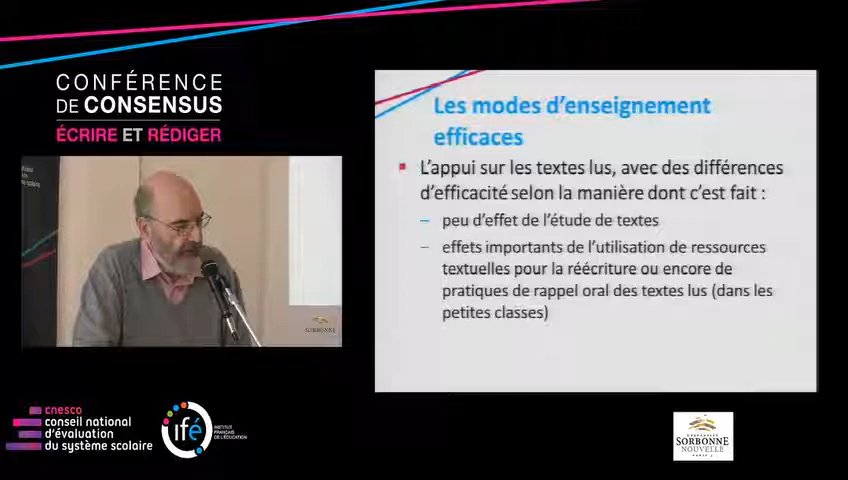 CONFÉRENCE
DE CONSENSUS
ÉCRIRE ET RÉDIGER
Les modes d'enseignement
efficaces
L'appui sur les textes lus, avec des différences
d'efficacité selon la manière dont c'est fait :
– peu d'effet de l'étude de textes
– effets importants de l'utilisation de ressources
textuelles pour la réécriture ou encore de
pratiques de rappel oral des textes lus (dans les
petites classes)
SORBONNE
cnesco
conseil national
d'évaluation
du système scolaire
ifé
INSTITUT
FRANÇAIS
DE L'ÉDUCATION
SORBONNE
NOUVELLE